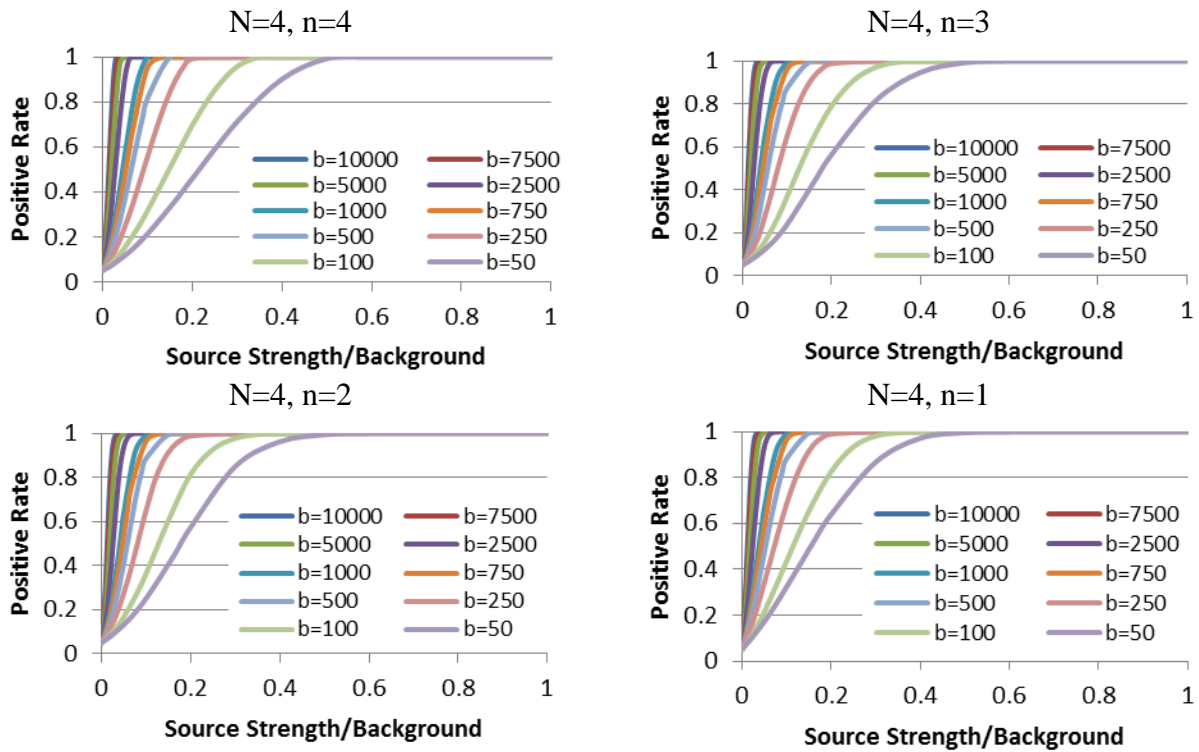 N=4, n=4
N=4, n=3
Positive Rate
1
0.8
0.6
0.4
0.2
0
b=10000 b=7500
b=5000 b=2500
b=1000 b=750
b=500 b=250
b=100 b=50
0 0.2 0.4 0.6 0.8 1
Source Strength/Background
Positive Rate
1
0.8
0.6
0.4
0.2
0
b=10000 b=7500
b=5000 b=2500
b=1000 b=750
b=500 b=250
b=100 b=50
0 0.2 0.4 0.6 0.8 1
Source Strength/Background
N=4, n=2
N=4, n=1
Positive Rate
1
0.8
0.6
0.4
0.2
0
b=10000 b=7500
b=5000 b=2500
b=1000 b=750
b=500 b=250
b=100 b=50
0 0.2 0.4 0.6 0.8 1
Source Strength/Background
Positive Rate
1
0.8
0.6
0.4
0.2
0
b=10000 b=7500
b=5000 b=2500
b=1000 b=750
b=500 b=250
b=100 b=50
0 0.2 0.4 0.6 0.8 1
Source Strength/Background